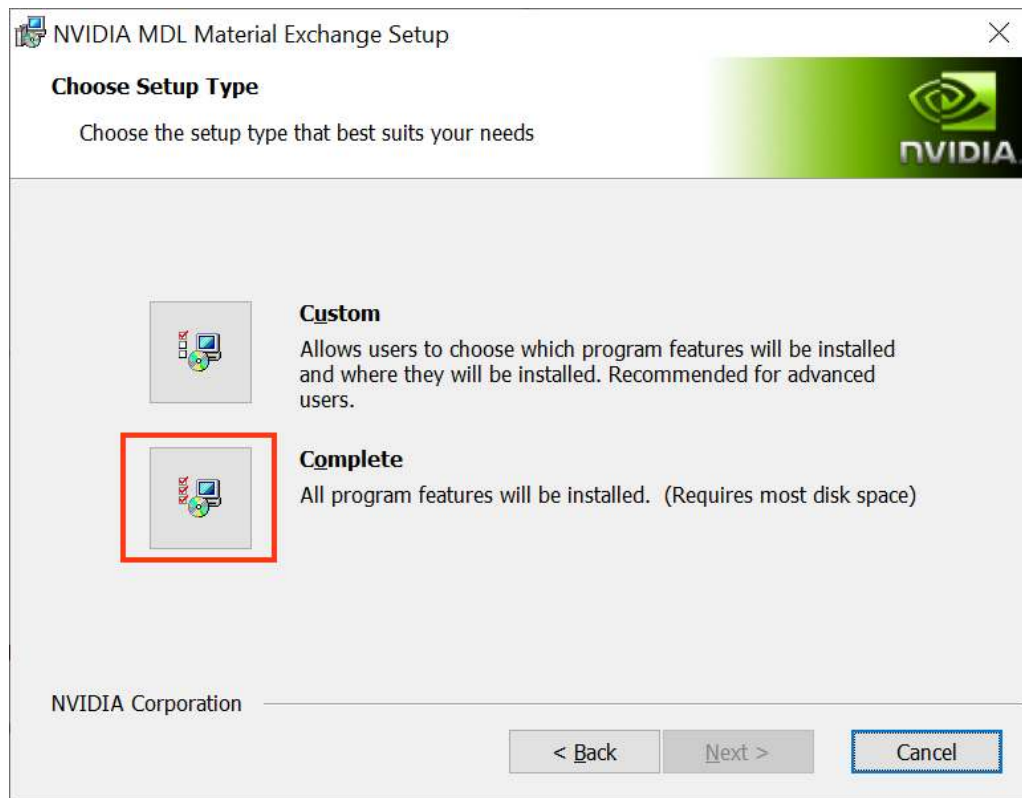 NVIDIA MDL Material Exchange Setup
Choose Setup Type
Choose the setup type that best suits your needs
NVIDIA.
Custom
Allows users to choose which program features will be installed
and where they will be installed. Recommended for advanced
users.
Complete
All program features will be installed.  (Requires most disk space)
NVIDIA Corporation
< Back
Next >
Cancel